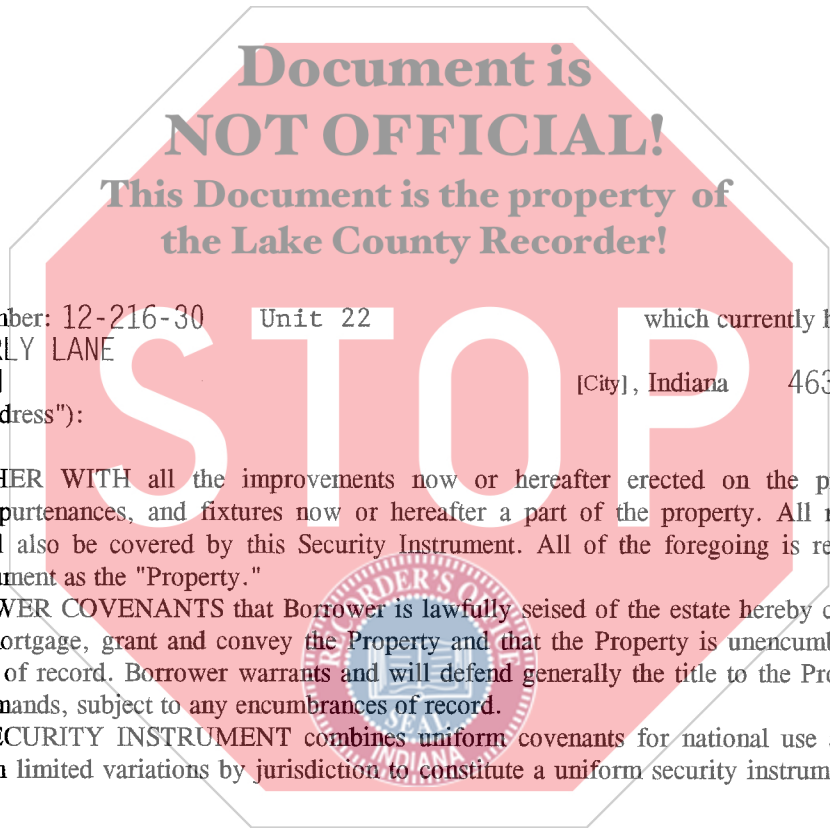 Document is
NOT OFFICIAL!
This Document is the property of
the Lake County Recorder!
STOP
nber: 12-216-30 Unit 22 which currently h
RLY LANE
[City], Indiana 463
dress"):
HER WITH all the improvements now or hereafter erected on the p
purtenances, and fixtures now or hereafter a part of the property. All r
l also be covered by this Security Instrument. All of the foregoing is re
ument as the "Property."
WER COVENANTS that Borrower is lawfully seised of the estate hereby c
ortgage, grant and convey the Property and that the Property is unencumb
of record. Borrower warrants and will defend generally the title to the Pro
mands, subject to any encumbrances of record.
ECURITY INSTRUMENT combines uniform covenants for national use a
n limited variations by jurisdiction to constitute a uniform security instrum
RECORDER'S OFFICE
SEAL
INDIANA